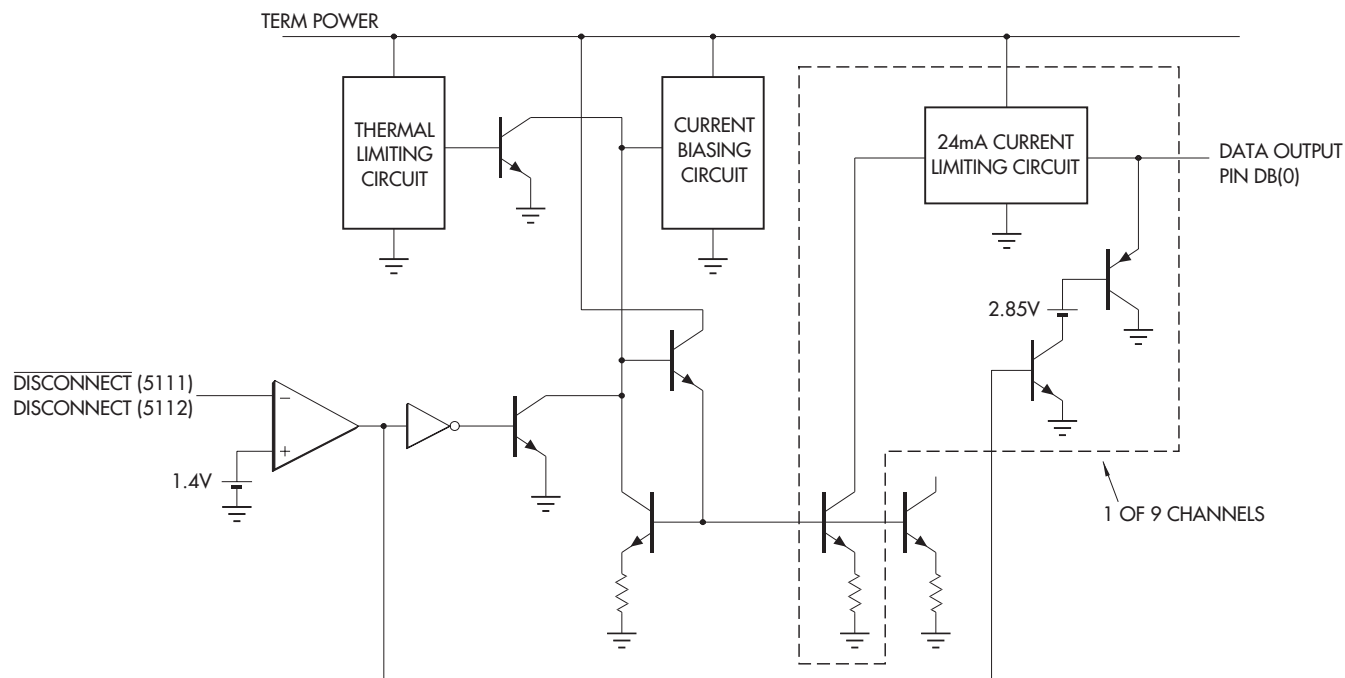 TERM POWER
THERMAL
LIMITING
CIRCUIT
CURRENT
BIASING
CIRCUIT
24mA CURRENT
LIMITING CIRCUIT
DATA OUTPUT
PIN DB(0)
2.85V
DISCONNECT (5111)
DISCONNECT (5112)
1.4V
1 OF 9 CHANNELS